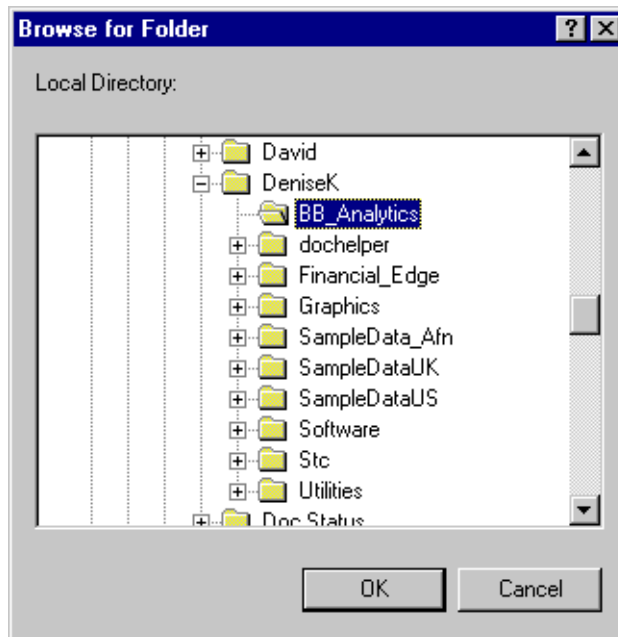 Browse for Folder
Local Directory:
David
DeniseK
BB_Analytics
dochelper
Financial_Edge
Graphics
SampleData_Afn
SampleDataUK
SampleDataUS
Software
Stc
Utilities
Doc Status
OK Cancel